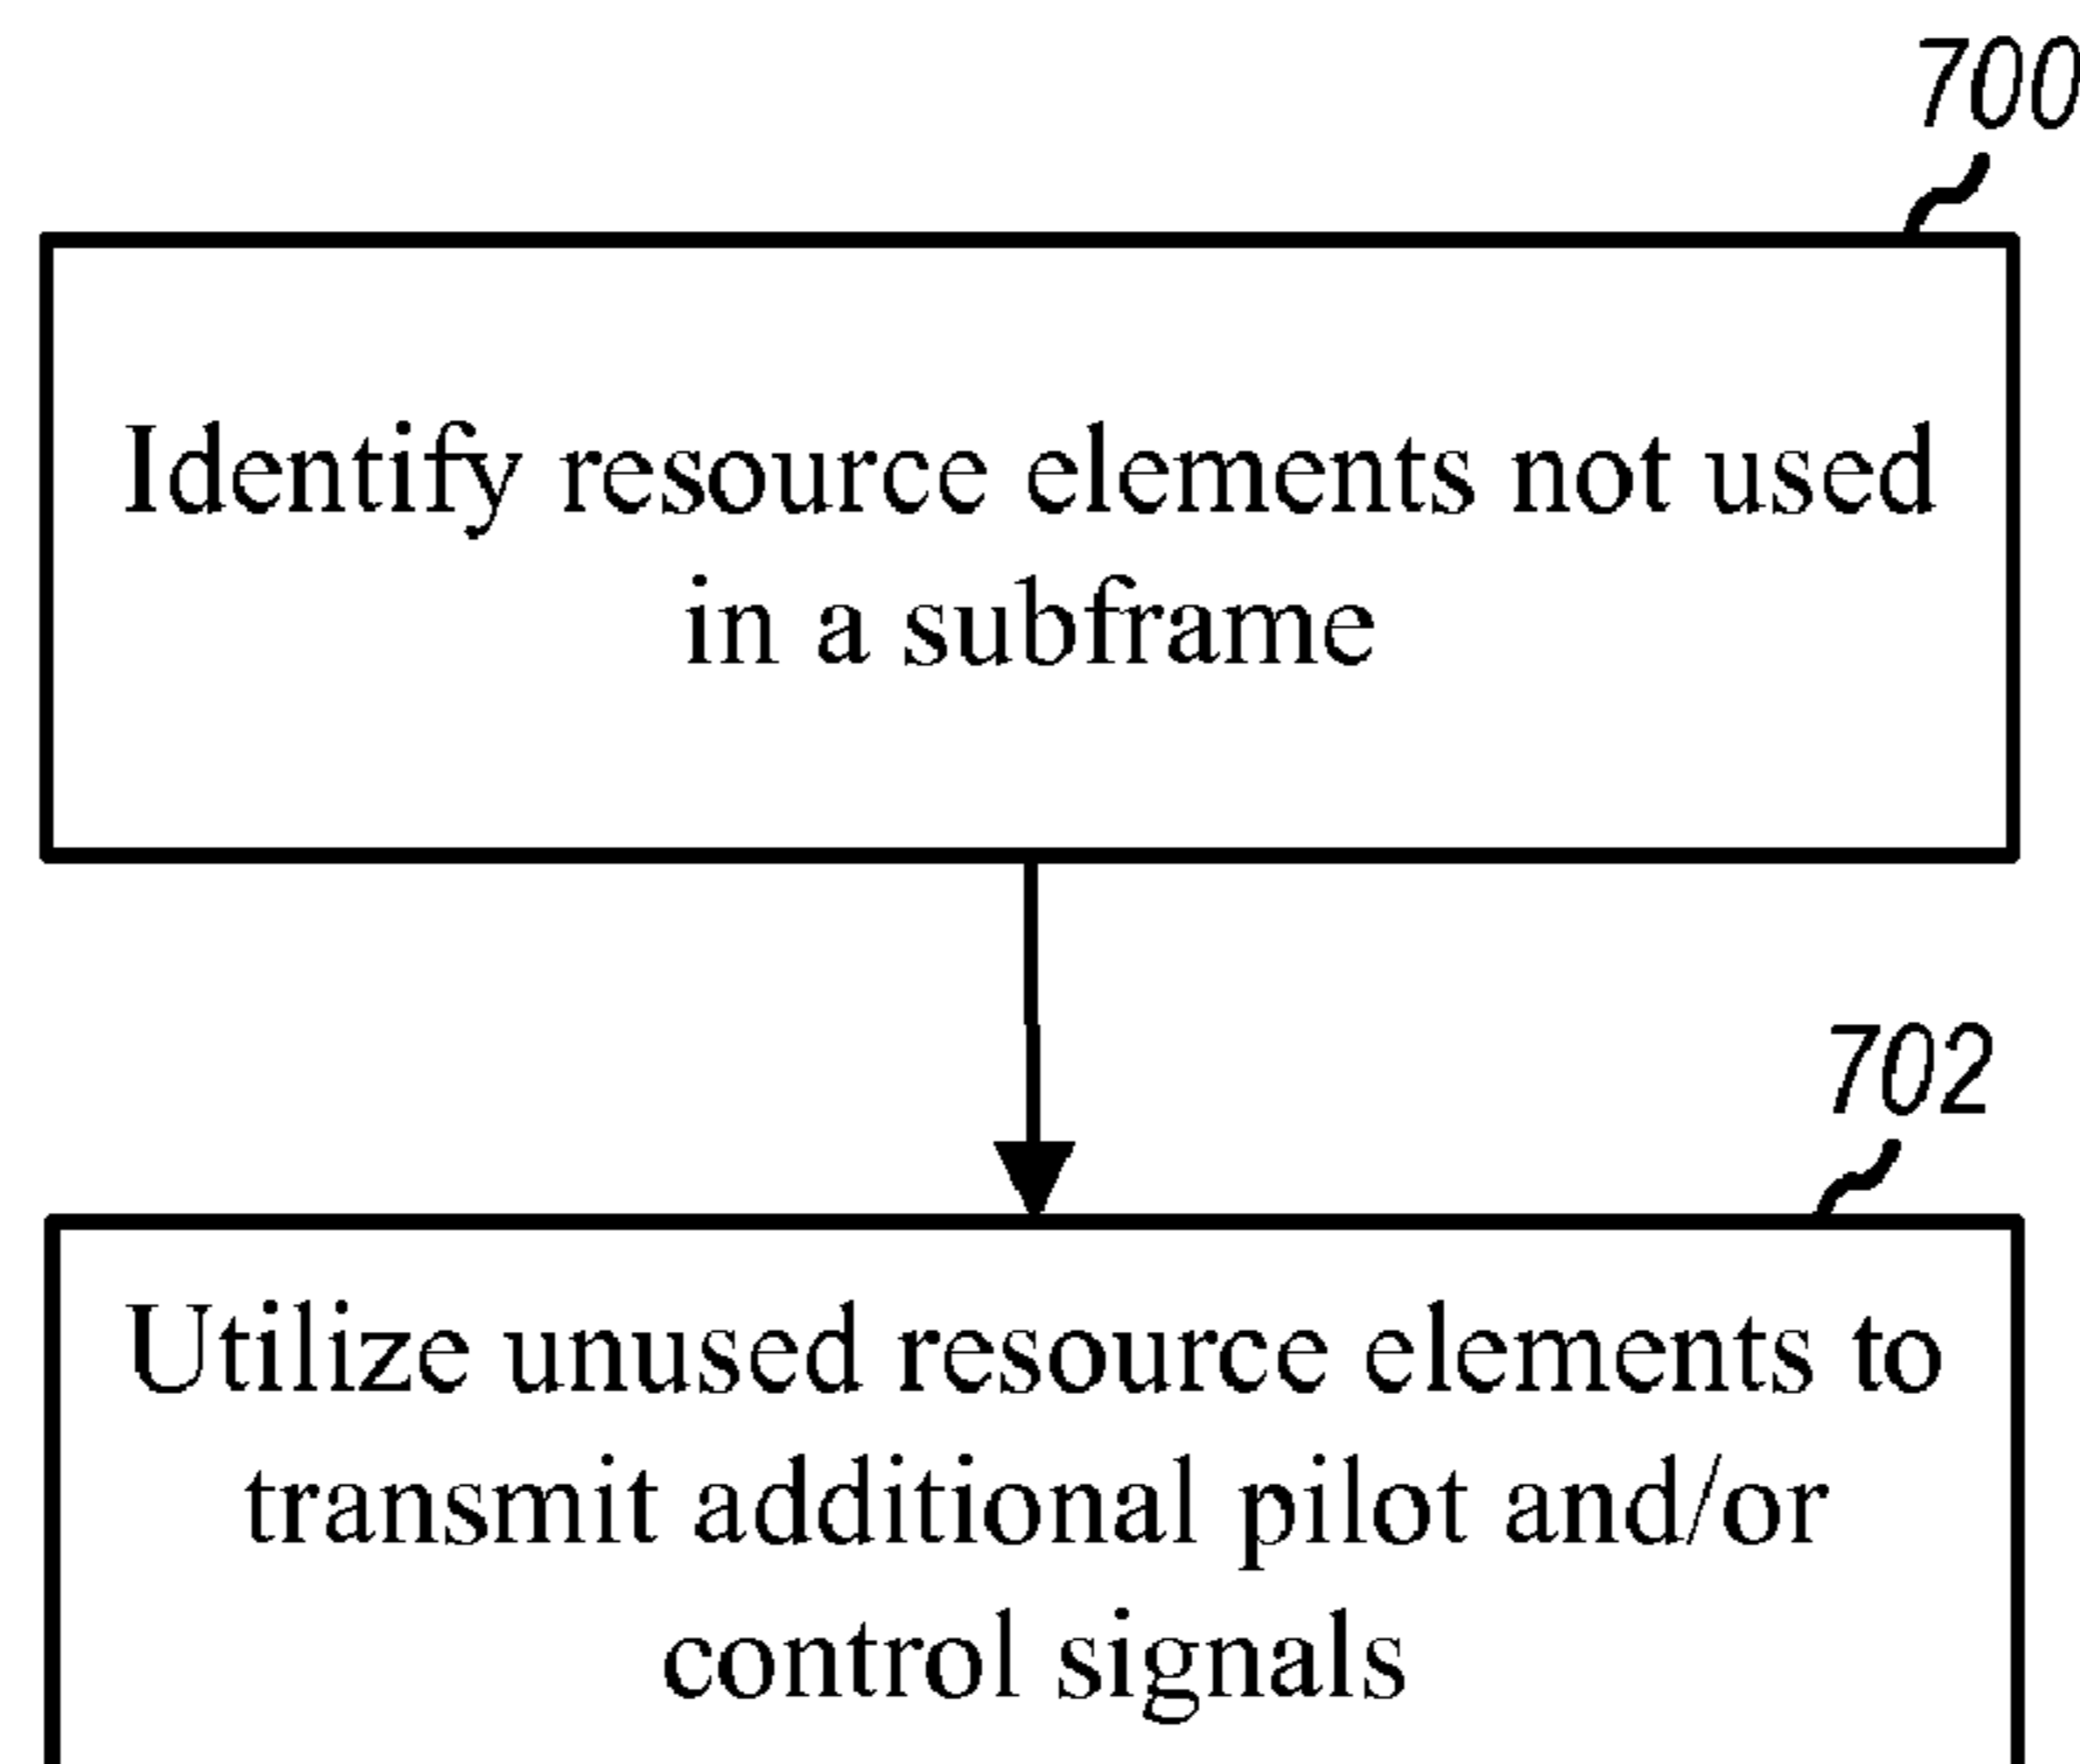 700
Identify resource elements not used
in a subframe
702
Utilize unused resource elements to
transmit additional pilot and/or
control signals